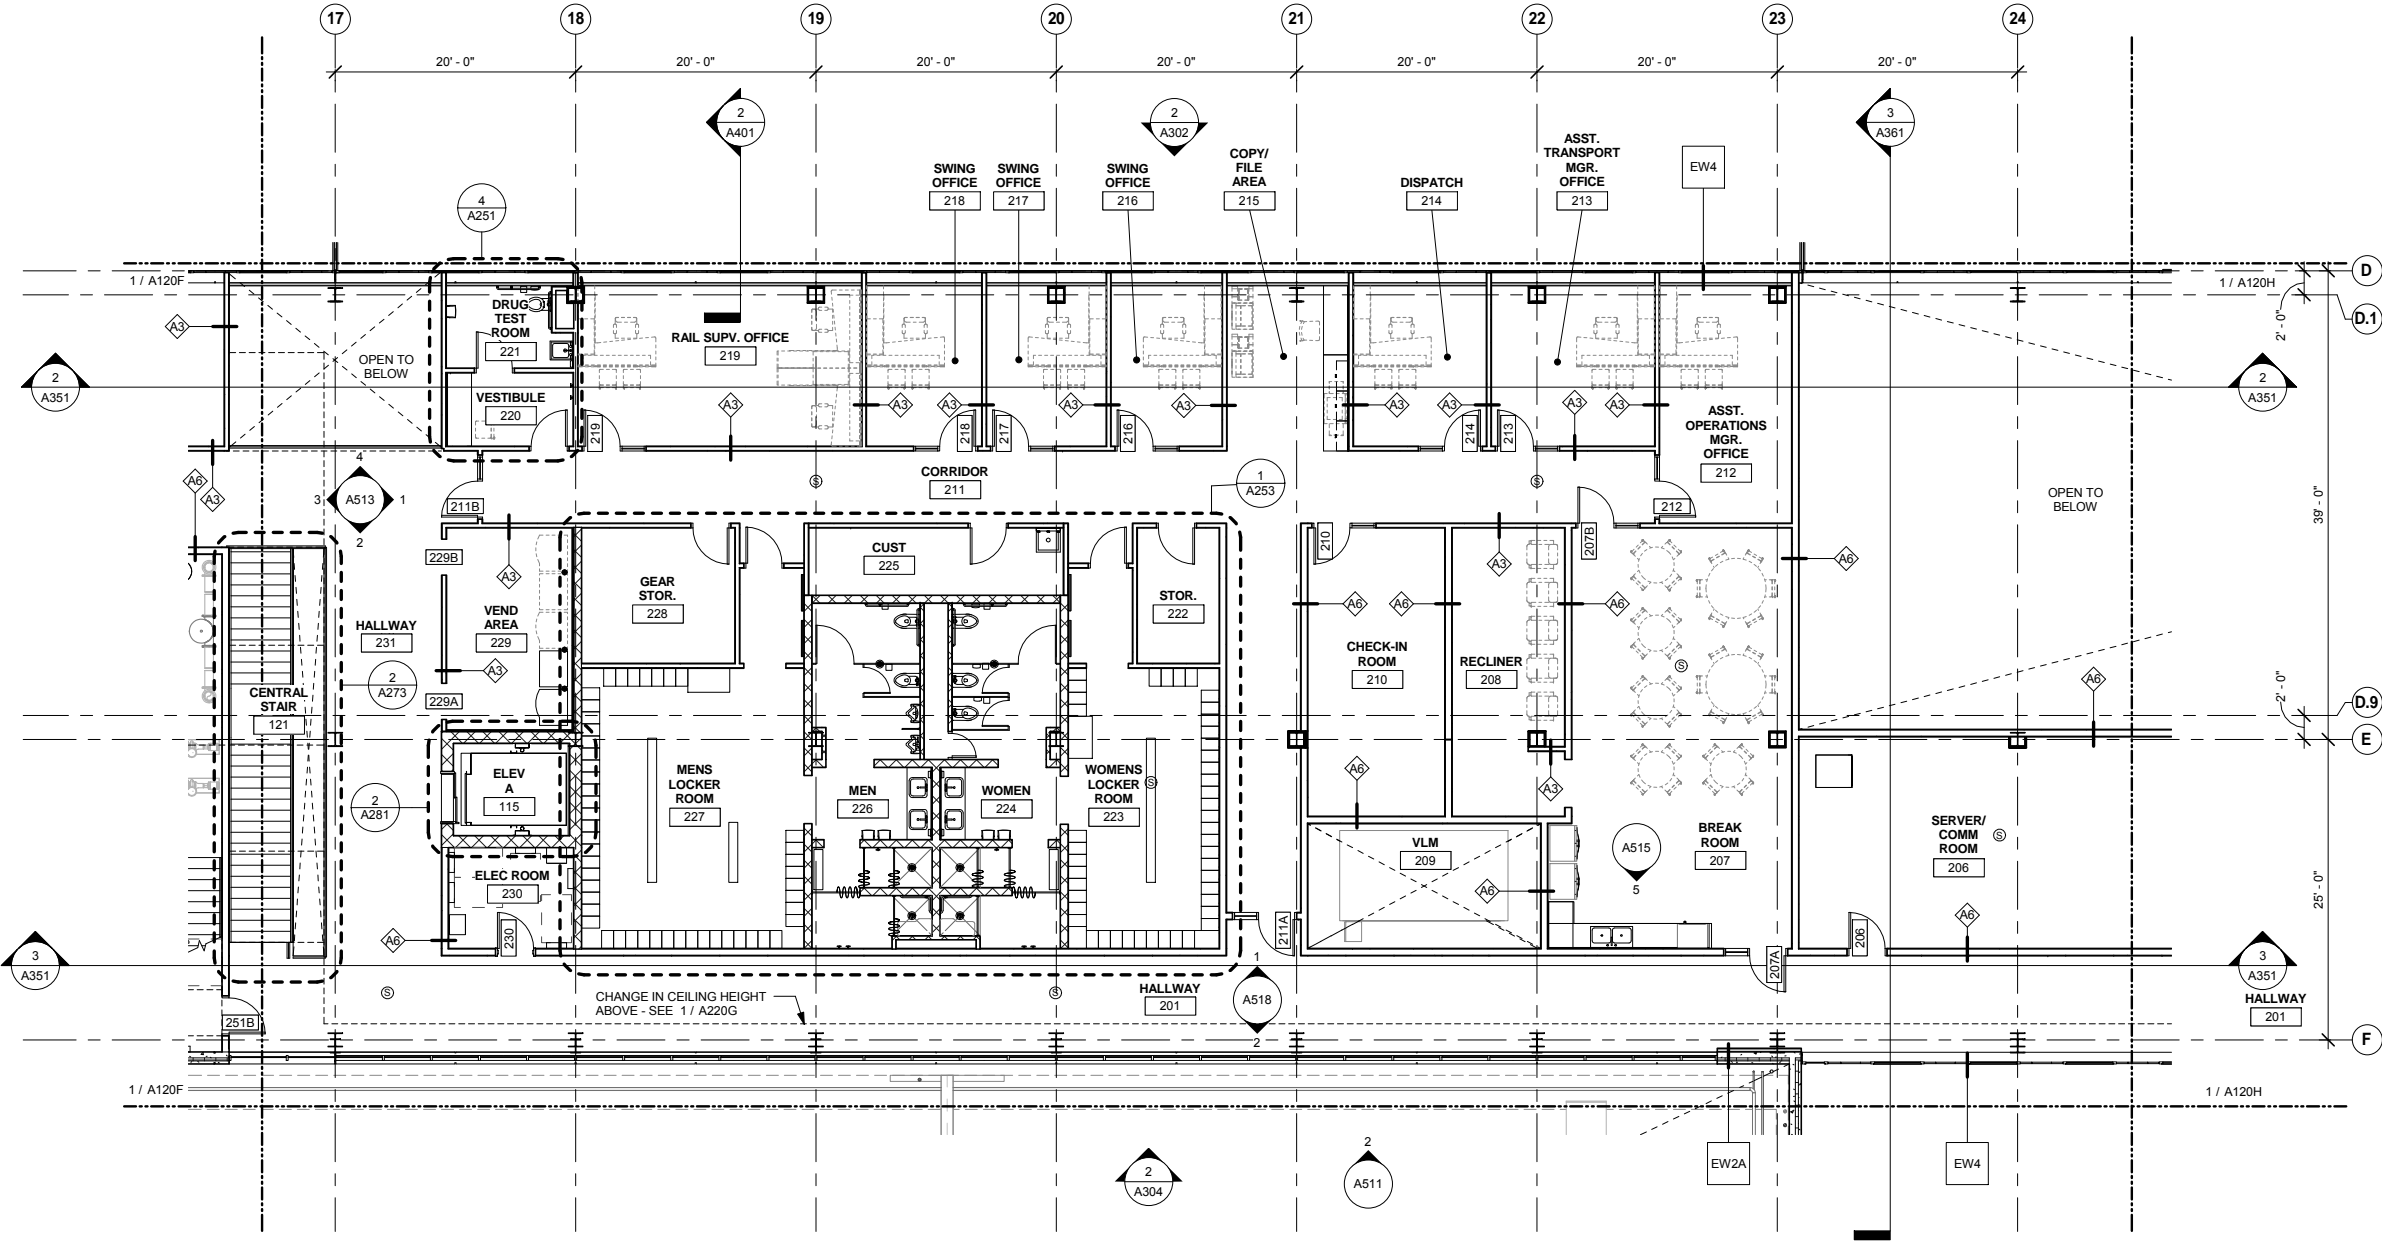 17
18
19
20
21
22
23
24
20' - 0"
20' - 0"
20' - 0"
20' - 0"
20' - 0"
20' - 0"
20' - 0"
2
A401
2
A302
3
A361
4
A251
SWING
OFFICE
218
SWING
OFFICE
217
SWING
OFFICE
216
COPY/
FILE
AREA
215
DISPATCH
214
ASST.
TRANSPORT
MGR.
OFFICE
213
EW4
1 / A120F
1 / A120H
D
D.1
2' - 0"
A3
OPEN TO
BELOW
DRUG
TEST
ROOM
221
RAIL SUPV. OFFICE
219
2
A351
2
A351
VESTIBULE
220
A3
A3
A3
A3
A3
A3
A3
A3
A3
ASST.
OPERATIONS
MGR.
OFFICE
212
219
218
217
216
214
213
A6
A3
4
3
A513
1
2
211B
CORRIDOR
211
S
1
A253
S
212
OPEN TO
BELOW
39' - 0"
229B
A3
CUST
225
210
A3
207B
A6
GEAR
STOR.
228
STOR.
222
HALLWAY
231
VEND
AREA
229
A6
A6
A6
CHECK-IN
ROOM
210
RECLINER
208
S
A3
2
A273
229A
CENTRAL
STAIR
121
A6
2' - 0"
D.9
E
ELEV
A
115
2
A281
MENS
LOCKER
ROOM
227
MEN
226
WOMEN
224
WOMENS
LOCKER
ROOM
223
S
A6
A3
VLM
209
A515
5
BREAK
ROOM
207
SERVER/
COMM
ROOM
206
S
25' - 0"
ELEC ROOM
230
A6
A6
A6
230
211A
207A
206
3
A351
3
A351
S
CHANGE IN CEILING HEIGHT
ABOVE - SEE 1 / A220G
S
HALLWAY
201
1
A518
2
HALLWAY
201
251B
F
1 / A120F
1 / A120H
2
A304
2
A511
EW2A
EW4